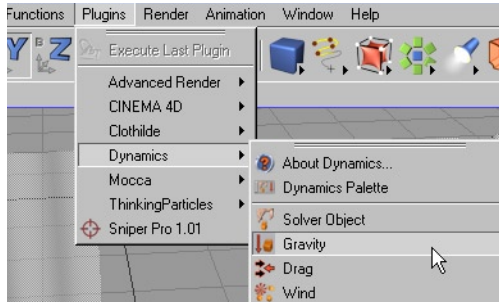 Functions Plugins Render Animation Window Help
Execute Last Plugin
Advanced Render
CINEMA 4D
Clothilde
Dynamics
Mocca
ThinkingParticles
Sniper Pro 1.01
About Dynamics...
Dynamics Palette
Solver Object
Gravity
Drag
Wind